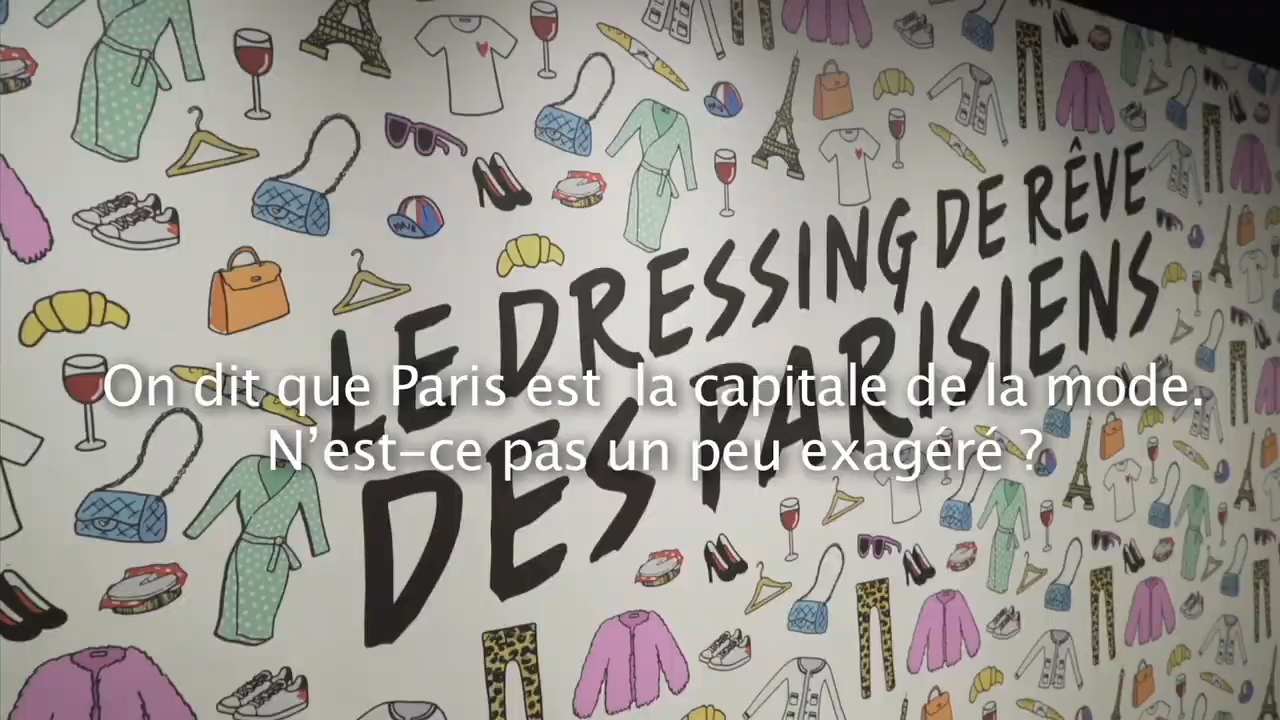 LE DRESSING DE RÊVE
DES PARISIENS
On dit que Paris est la capitale de la mode.
N'est-ce pas un peu exagéré ?